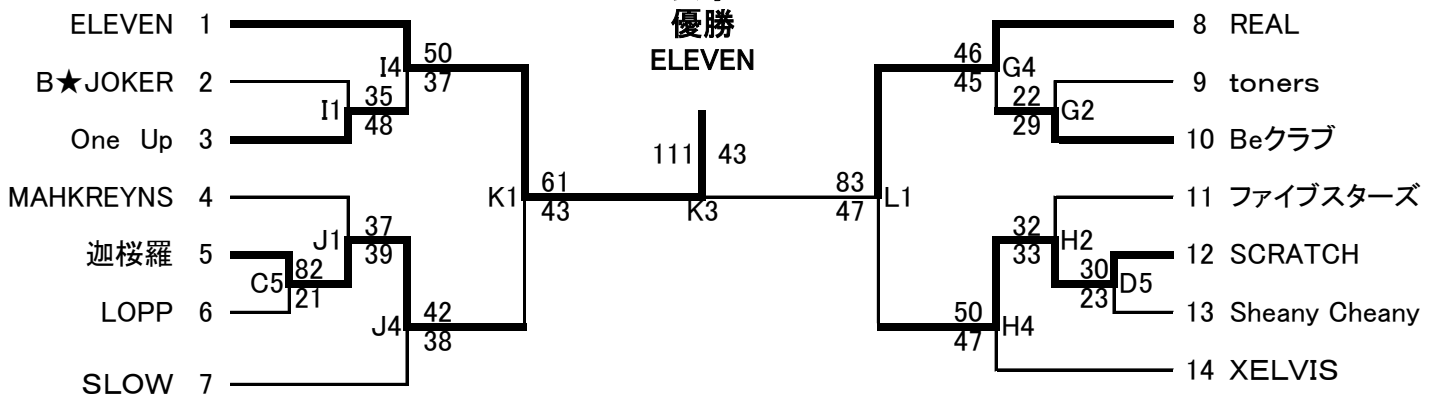 優勝
ELEVEN
ELEVEN 1
B★JOKER 2
One Up 3
MAHKREYNS 4
迦桜羅 5
LOPP 6
SLOW 7
I4 50
37
I1 35
48
J1 37
39
C5 82
21
J4 42
38
K1 61
43
111 43
K3
83 L1
47
46 G4
45
22 G2
29
32 H2
33
30 D5
23
50 H4
47
8 REAL
9 toners
10 Beクラブ
11 ファイブスターズ
12 SCRATCH
13 Sheany Cheany
14 XELVIS